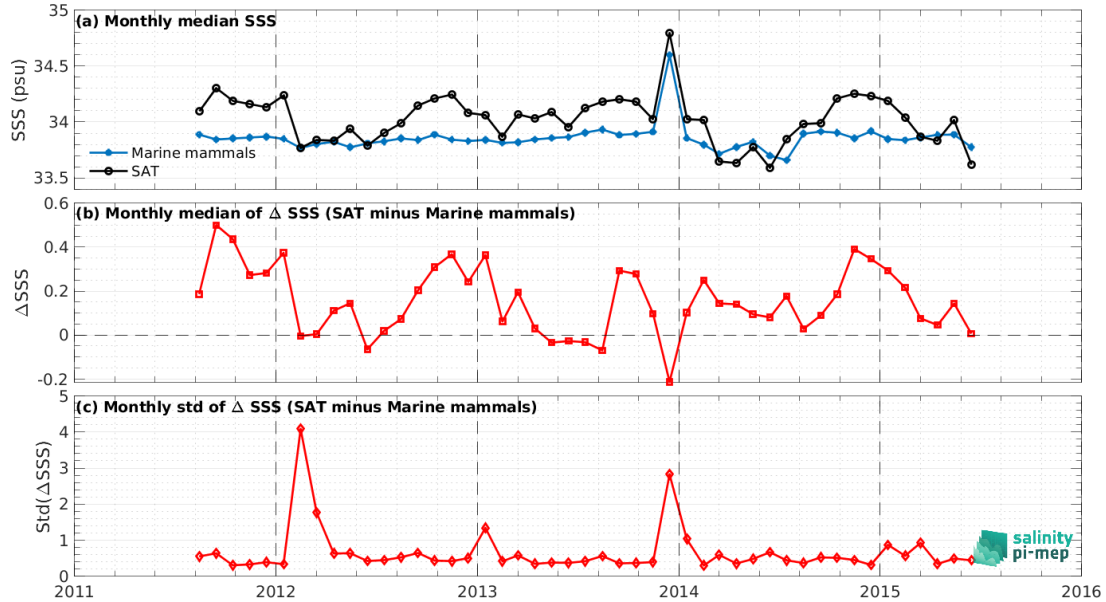 (a) Monthly median SSS
35
34.5
34
33.5
SSS (psu)
Marine mammals
SAT
(b) Monthly median of Δ SSS (SAT minus Marine mammals)
0.6
0.4
0.2
0
-0.2
ΔSSS
(c) Monthly std of Δ SSS (SAT minus Marine mammals)
5
4
3
2
1
0
Std(ΔSSS)
salinity
pi-mep
2011 2012 2013 2014 2015 2016